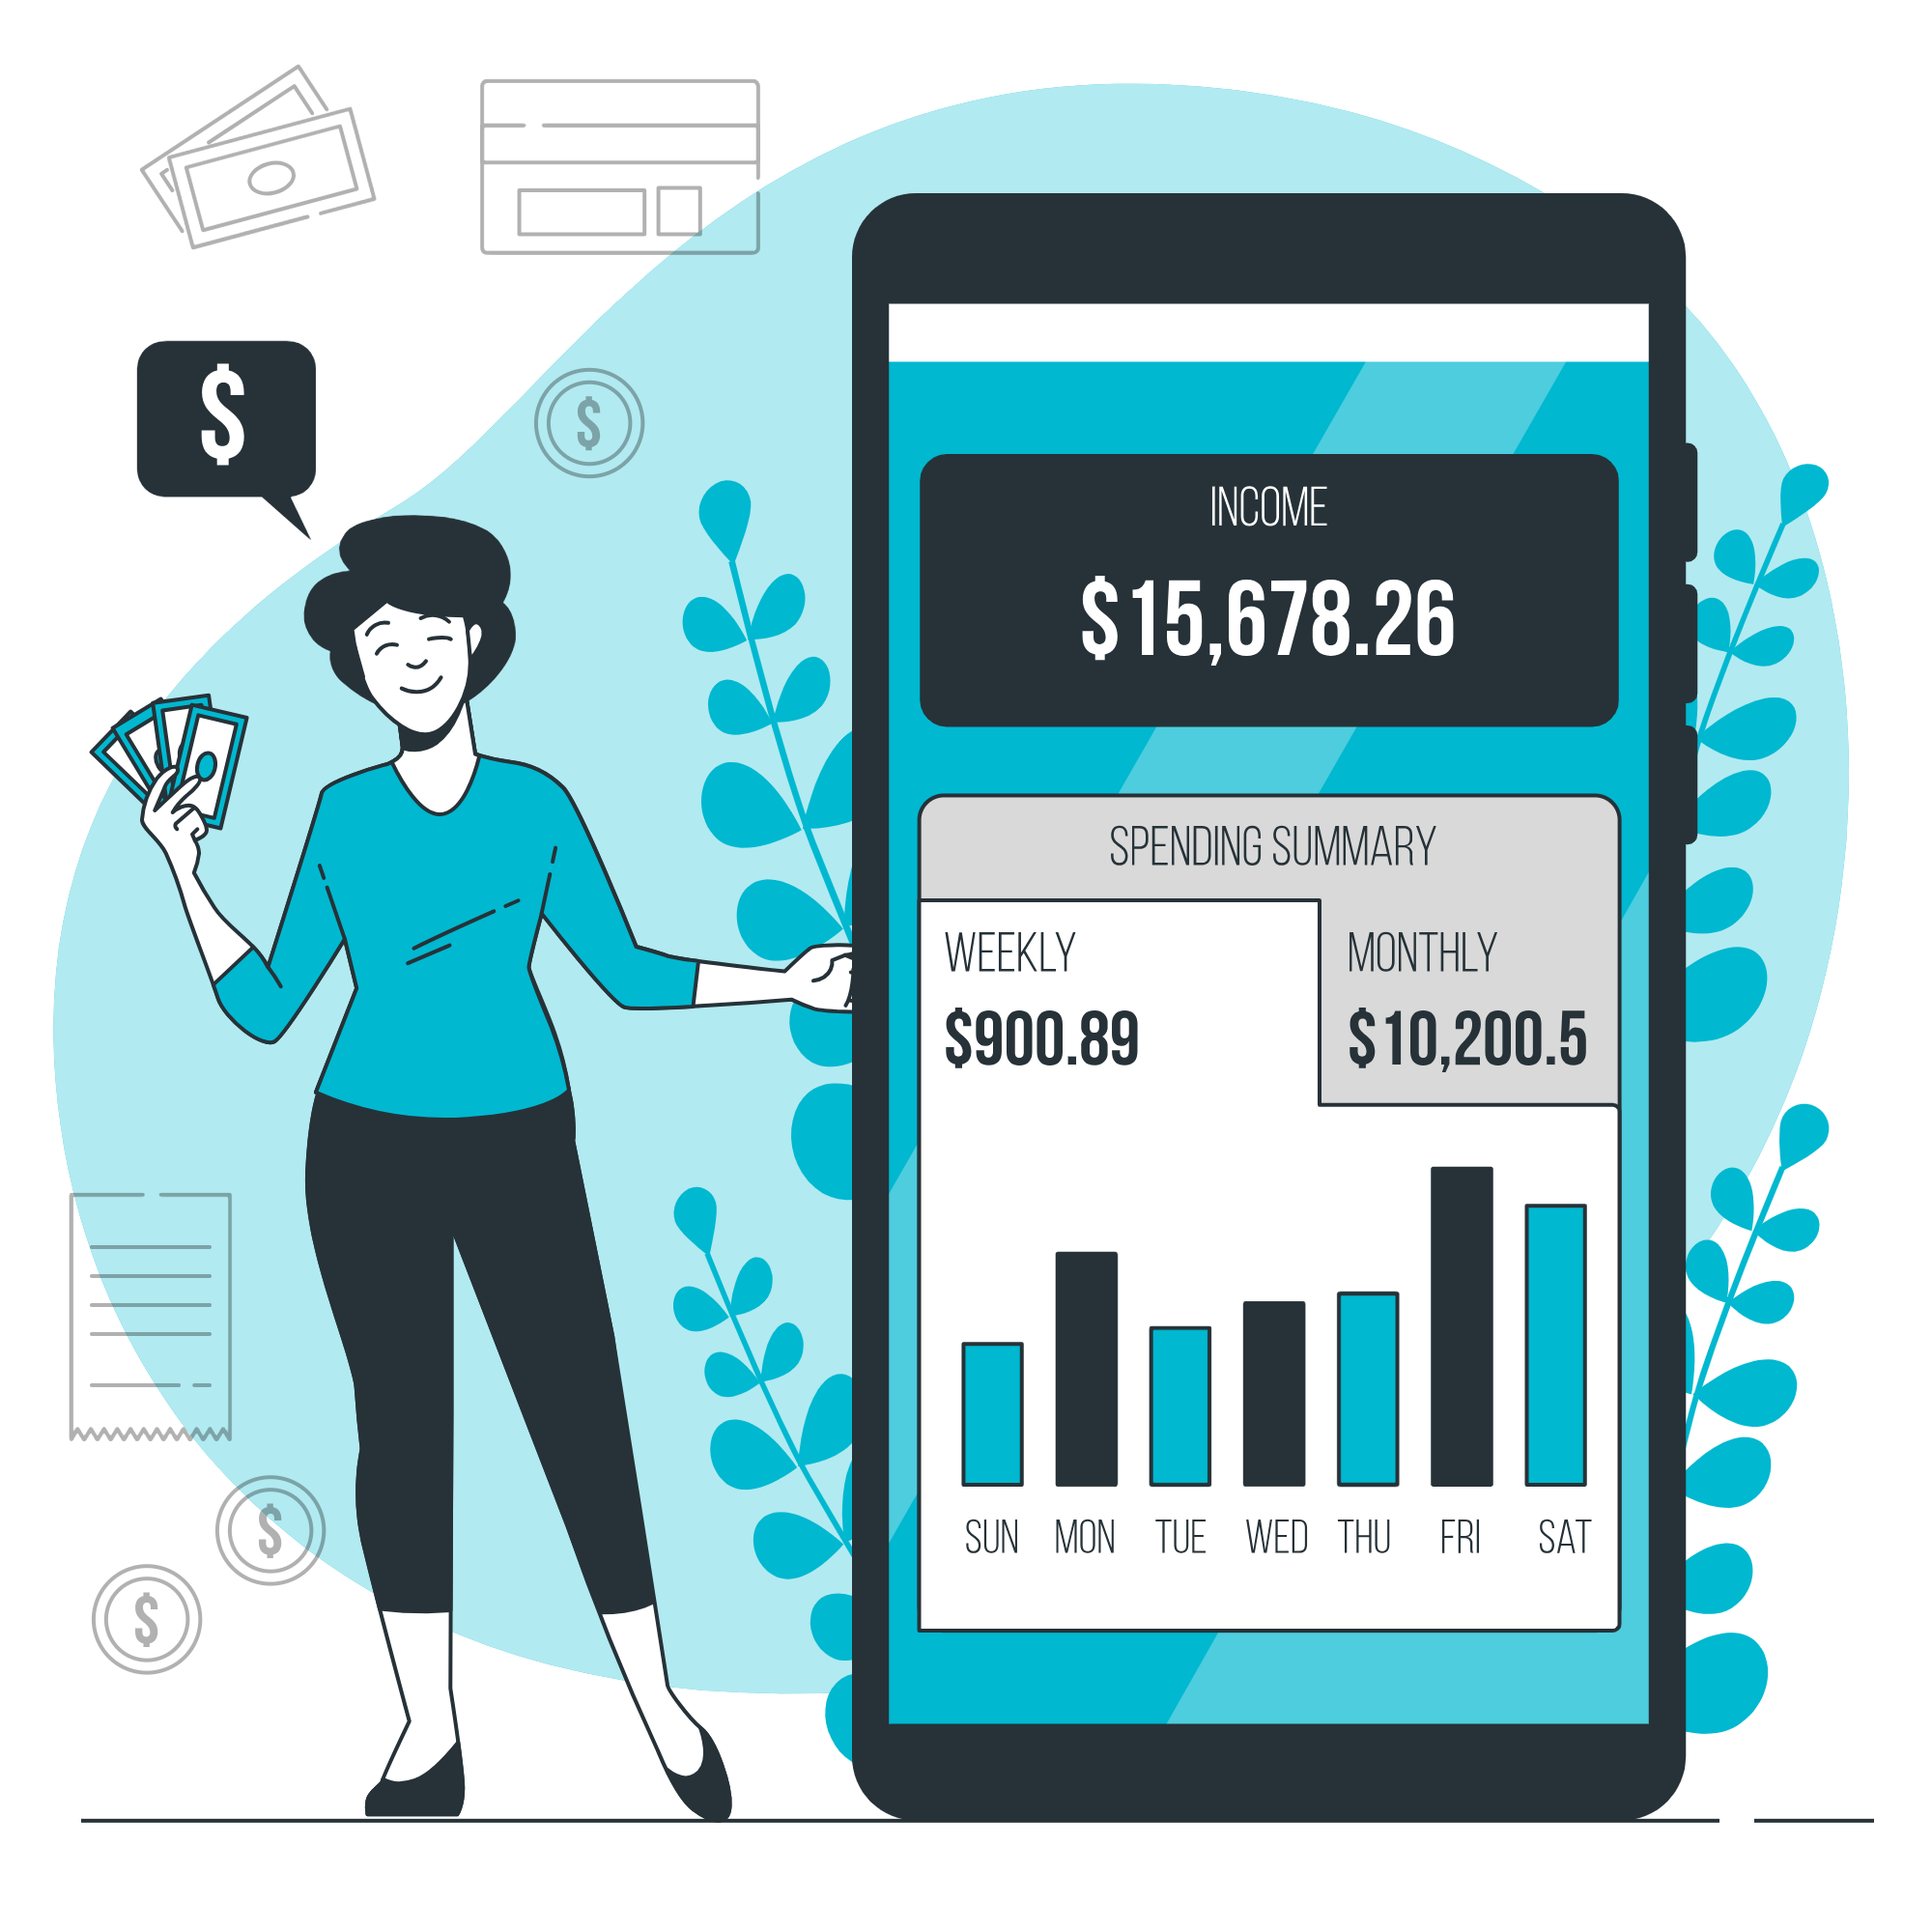 $
$
INCOME
$15,678.26
SPENDING SUMMARY
WEEKLY
MONTHLY
$900.89
$10,200.5
SUN MON TUE WED THU FRI SAT
$
$